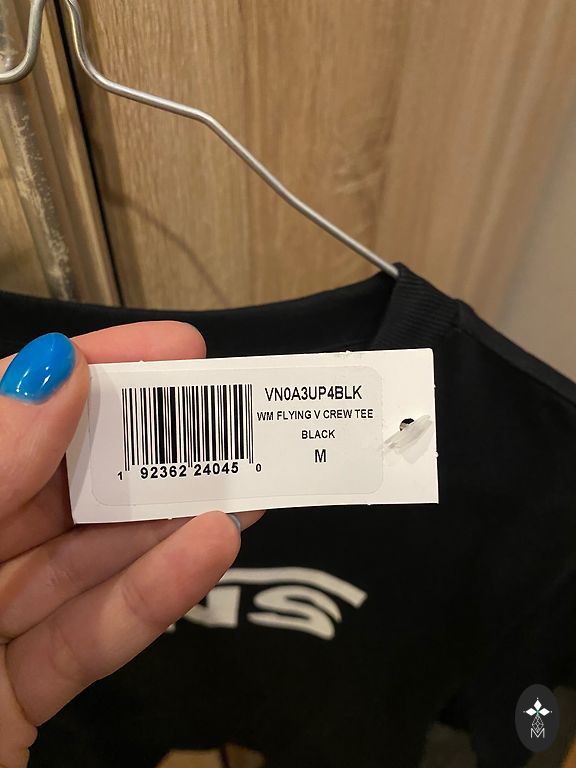 VN0A3UP4BLK
WM FLYING V CREW TEE
BLACK
M
1 92362 24045 0
M